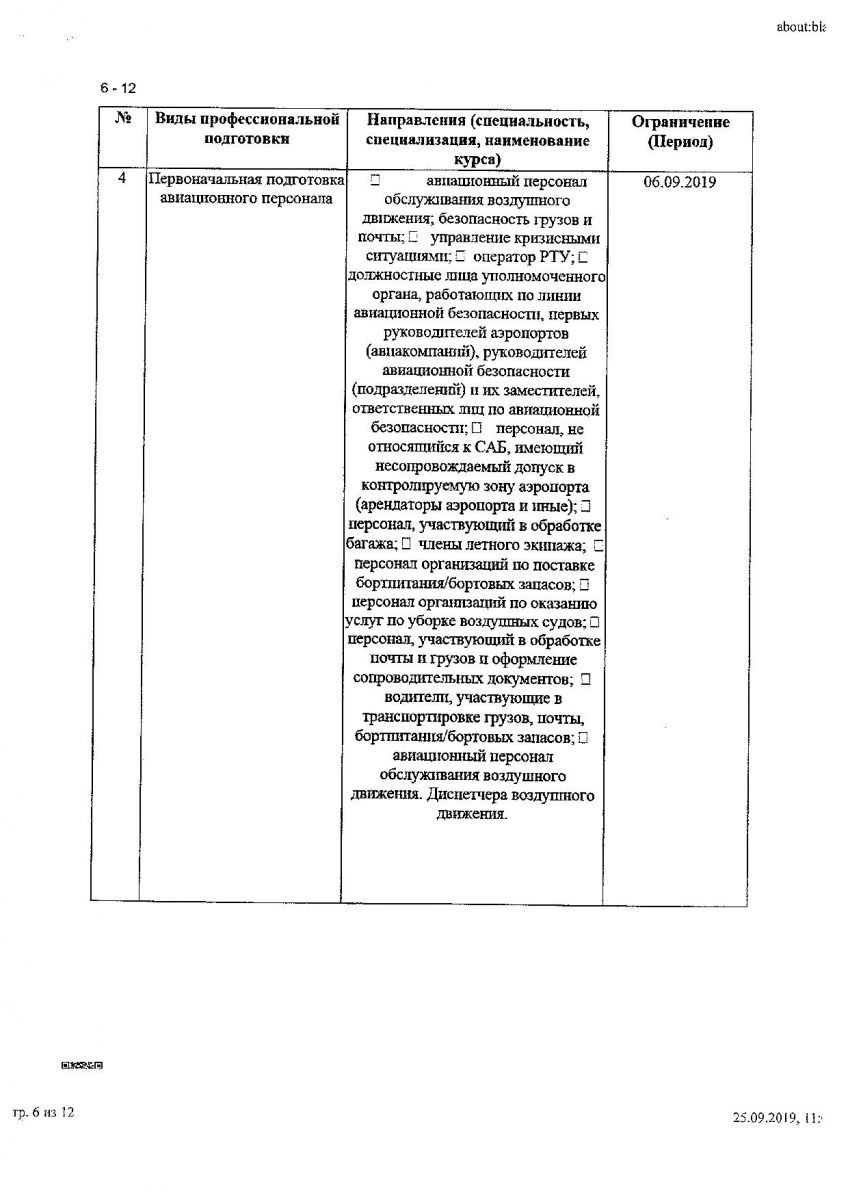 about:bla
6 - 12
№ Виды профессиональной подготовки Направления (специальность, специализация, наименование курса) Ограничение (Период)
4 Первоначальная подготовка авиационного персонала
□ авиационный персонал
обслуживания воздушного
движения; безопасность грузов и
почты; □ управление кризисными
ситуациями; □ оператор РТУ; □
должностные лица уполномоченного
органа, работающих по линии
авиационной безопасности, первых
руководителей аэропортов
(авиакомпаний), руководителей
авиационной безопасности
(подразделений) и их заместителей,
ответственных лиц по авиационной
безопасности; □ персонал, не
относящийся к САБ, имеющий
несопровождаемый допуск в
контролируемую зону аэропорта
(арендаторы аэропорта и иные); □
персонал, участвующий в обработке
багажа; □ члены летного экипажа; □
персонал организаций по поставке
бортпитания/бортовых запасов; □
персонал организаций по оказанию
услуг по уборке воздушных судов; □
персонал, участвующий в обработке
почты и грузов и оформление
сопроводительных документов; □
водители, участвующие в
транспортировке грузов, почты,
бортпитания/бортовых запасов; □
авиационный персонал
обслуживания воздушного
движения. Диспетчера воздушного
движения.
06.09.2019
тр. 6 из 12
25.09.2019, 11: